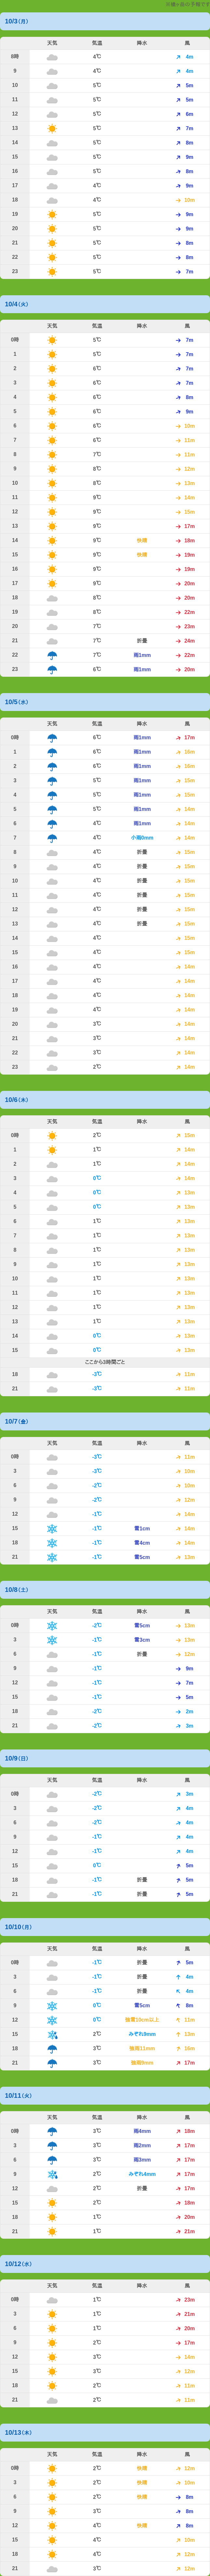 10/3(月)
天気 気温 降水 風
8時 4℃ 4m
9 4℃ 4m
10 5℃ 5m
11 5℃ 5m
12 5℃ 6m
13 5℃ 7m
14 5℃ 8m
15 5℃ 9m
16 5℃ 8m
17 4℃ 9m
18 4℃ 10m
19 5℃ 9m
20 5℃ 9m
21 5℃ 8m
22 5℃ 8m
23 5℃ 7m
10/4(火)
天気 気温 降水 風
0時 5℃ 7m
1 5℃ 7m
2 6℃ 7m
3 6℃ 7m
4 6℃ 8m
5 6℃ 9m
6 6℃ 10m
7 6℃ 11m
8 7℃ 11m
9 8℃ 12m
10 8℃ 13m
11 9℃ 14m
12 9℃ 15m
13 9℃ 17m
14 9℃ 快曜 18m
15 9℃ 快曜 19m
16 9℃ 19m
17 9℃ 20m
18 8℃ 20m
19 8℃ 22m
20 7℃ 23m
21 7℃ 折畳 24m
22 7℃ 雨1mm 22m
23 6℃ 雨1mm 20m
10/5(水)
天気 気温 降水 風
0時 6℃ 雨1mm 17m
1 6℃ 雨1mm 16m
2 6℃ 雨1mm 16m
3 5℃ 雨1mm 15m
4 5℃ 雨1mm 15m
5 5℃ 雨1mm 14m
6 4℃ 雨1mm 14m
7 4℃ 小雨0mm 14m
8 4℃ 折畳 15m
9 4℃ 折畳 15m
10 4℃ 折畳 15m
11 4℃ 折畳 15m
12 4℃ 折畳 15m
13 4℃ 折畳 15m
14 4℃ 15m
15 4℃ 15m
16 4℃ 14m
17 4℃ 14m
18 4℃ 14m
19 4℃ 14m
20 3℃ 14m
21 3℃ 14m
22 3℃ 14m
23 2℃ 14m
10/6(木)
天気 気温 降水 風
0時 2℃ 15m
1 1℃ 14m
2 1℃ 14m
3 0℃ 14m
4 0℃ 13m
5 0℃ 13m
6 1℃ 13m
7 1℃ 13m
8 1℃ 13m
9 1℃ 13m
10 1℃ 13m
11 1℃ 13m
12 1℃ 13m
13 1℃ 13m
14 0℃ 13m
15 0℃ 13m
ここから3時間ごと
18 -3℃ 11m
21 -3℃ 11m
10/7(金)
天気 気温 降水 風
0時 -3℃ 11m
3 -3℃ 10m
6 -2℃ 10m
9 -2℃ 12m
12 -1℃ 14m
15 -1℃ 雪1cm 14m
18 -1℃ 雪4cm 14m
21 -1℃ 雪5cm 13m
10/8(土)
天気 気温 降水 風
0時 -2℃ 雪5cm 13m
3 -1℃ 雪3cm 13m
6 -1℃ 折畳 12m
9 -1℃ 9m
12 -1℃ 7m
15 -1℃ 5m
18 -2℃ 2m
21 -2℃ 3m
10/9(日)
天気 気温 降水 風
0時 -2℃ 3m
3 -2℃ 4m
6 -2℃ 4m
9 -1℃ 4m
12 -1℃ 4m
15 0℃ 5m
18 -1℃ 折畳 5m
21 -1℃ 折畳 5m
10/10(月)
天気 気温 降水 風
0時 -1℃ 折畳 5m
3 -1℃ 折畳 4m
6 -1℃ 折畳 4m
9 0℃ 雪5cm 8m
12 0℃ 強雪10cm以上 11m
15 2℃ みぞれ9mm 13m
18 3℃ 強雨11mm 16m
21 3℃ 強雨9mm 17m
10/11(火)
天気 気温 降水 風
0時 3℃ 雨4mm 18m
3 3℃ 雨2mm 17m
6 3℃ 雨3mm 17m
9 2℃ みぞれ4mm 17m
12 2℃ 折畳 17m
15 2℃ 18m
18 1℃ 20m
21 1℃ 21m
10/12(水)
天気 気温 降水 風
0時 1℃ 23m
3 1℃ 21m
6 1℃ 20m
9 2℃ 17m
12 3℃ 14m
15 3℃ 12m
18 2℃ 11m
21 2℃ 11m
10/13(木)
天気 気温 降水 風
0時 2℃ 快曜 12m
3 2℃ 快曜 10m
6 2℃ 快曜 8m
9 3℃ 8m
12 4℃ 快曜 8m
15 4℃ 10m
18 4℃ 12m
21 3℃ 12m